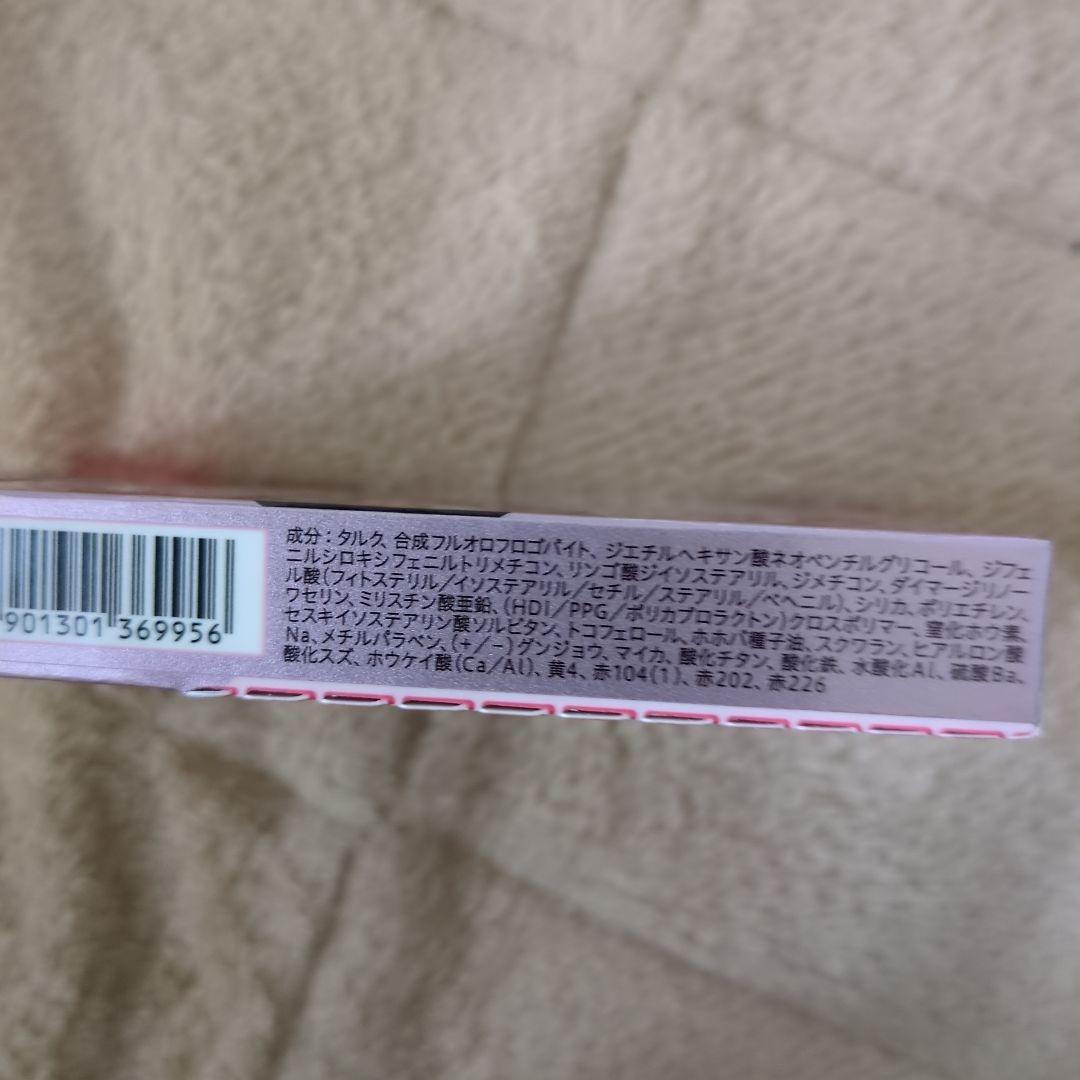 成分：タルク、合成フルオロフロゴパイト、ジエチルヘキサン酸ネオペンチルグリコール、ジフェ
ニルシロキシフェニルトリメチコン、リンゴ酸ジイソステアリル、ジメチコン、ダイマージリノー
ル酸(フィトステリル／イソステアリル／セチル／ステアリル／ベヘニル)、シリカ、ポリエチレン、
ワセリン、ミリスチン酸亜鉛、(HDI／PPG／ポリカプロラクトン)クロスポリマー、窒化ホウ素、
セスキイソステアリン酸ソルビタン、トコフェロール、ホホバ種子油、スクワラン、ヒアルロン酸
Na、メチルパラベン、(＋／－)グンジョウ、マイカ、酸化チタン、酸化鉄、水酸化Al、硫酸Ba、
酸化スズ、ホウケイ酸(Ca／Al)、黄4、赤104(1)、赤202、赤226
901301 369956